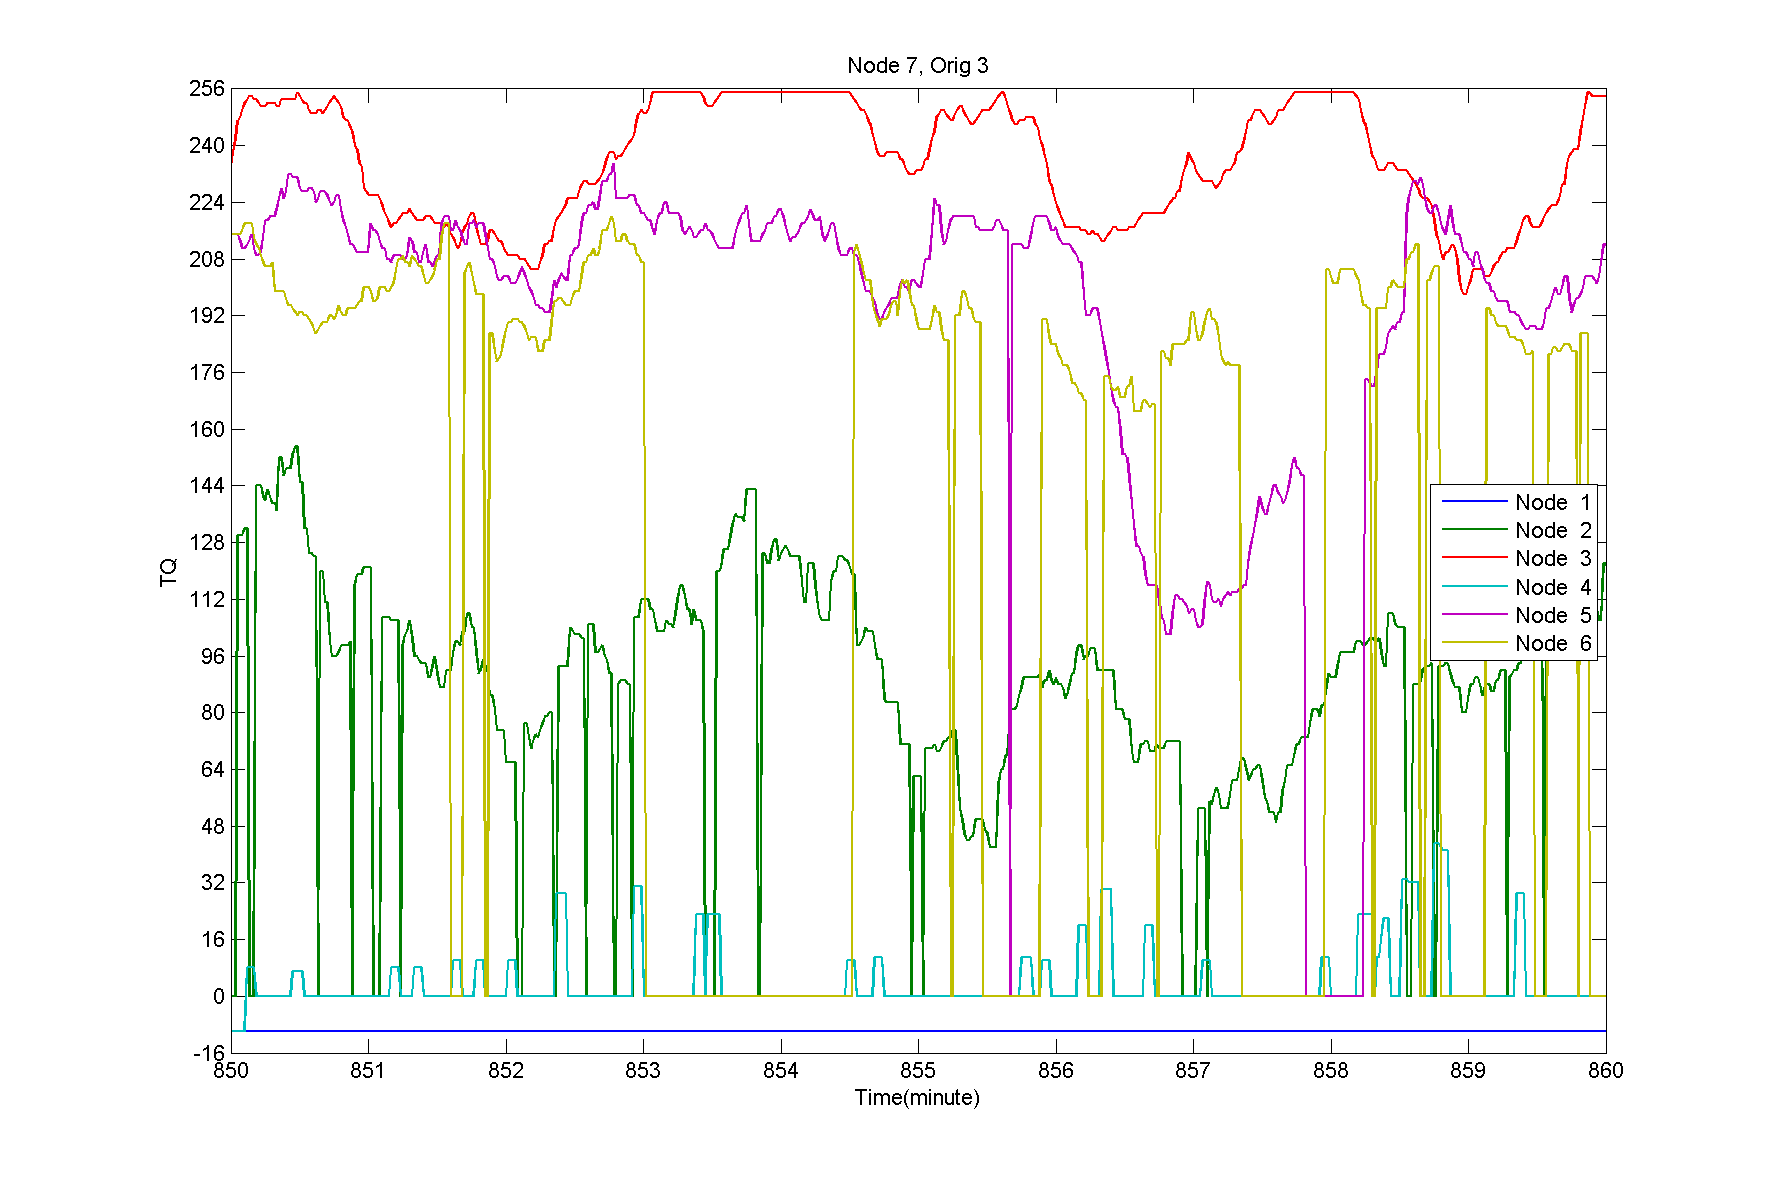 Node 7, Orig 3
256
240
224
208
192
176
160
144
128
112
96
80
64
48
32
16
0
-16
TQ
Node 1
Node 2
Node 3
Node 4
Node 5
Node 6
850 851 852 853 854 855 856 857 858 859 860
Time(minute)